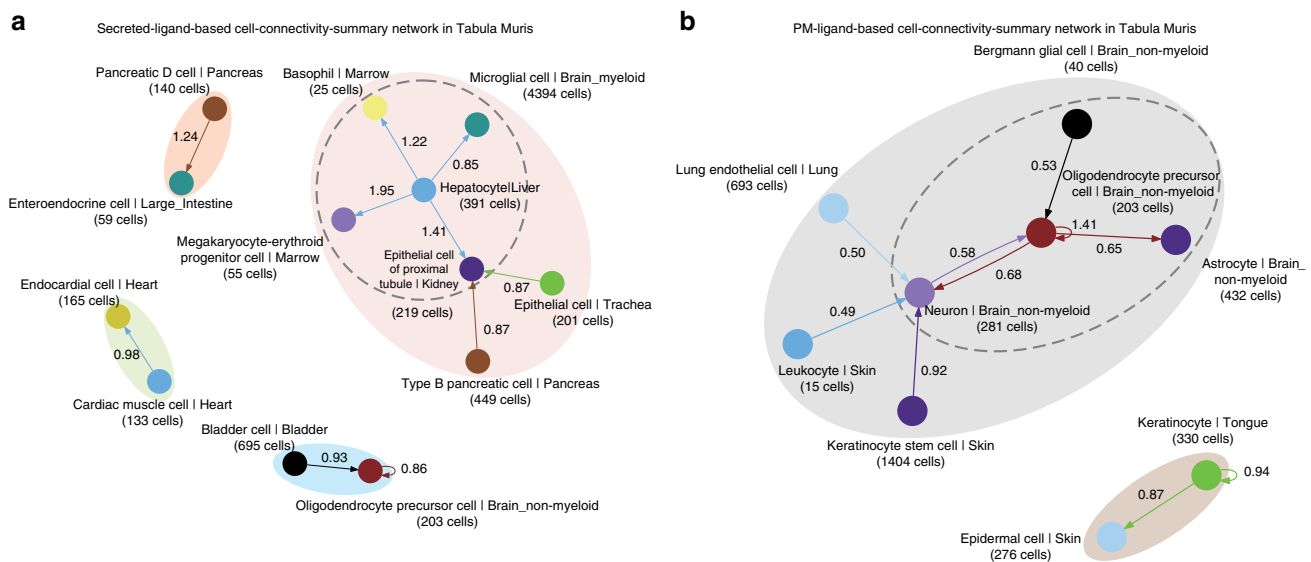 a
Secreted-ligand-based cell-connectivity-summary network in Tabula Muris
Pancreatic D cell | Pancreas
(140 cells)
1.24
Enteroendocrine cell | Large_Intestine
(59 cells)
Basophil | Marrow
(25 cells)
Microglial cell | Brain_myeloid
(4394 cells)
1.22
0.85
Hepatocyte|Liver
(391 cells)
1.95
1.41
Megakaryocyte-erythroid
progenitor cell | Marrow
(55 cells)
Epithelial cell
of proximal
tubule | Kidney
(219 cells)
0.87
Epithelial cell | Trachea
(201 cells)
0.87
Type B pancreatic cell | Pancreas
(449 cells)
Endocardial cell | Heart
(165 cells)
0.98
Cardiac muscle cell | Heart
(133 cells)
Bladder cell | Bladder
(695 cells)
0.93
0.86
Oligodendrocyte precursor cell | Brain_non-myeloid
(203 cells)
b
PM-ligand-based cell-connectivity-summary network in Tabula Muris
Bergmann glial cell | Brain_non-myeloid
(40 cells)
0.53
Lung endothelial cell | Lung
(693 cells)
Oligodendrocyte precursor
cell | Brain_non-myeloid
(203 cells)
1.41
0.65
0.50
0.58
0.68
Astrocyte | Brain_
non-myeloid
(432 cells)
0.49
Neuron | Brain_non-myeloid
(281 cells)
Leukocyte | Skin
(15 cells)
0.92
Keratinocyte stem cell | Skin
(1404 cells)
Keratinocyte | Tongue
(330 cells)
0.94
0.87
Epidermal cell | Skin
(276 cells)